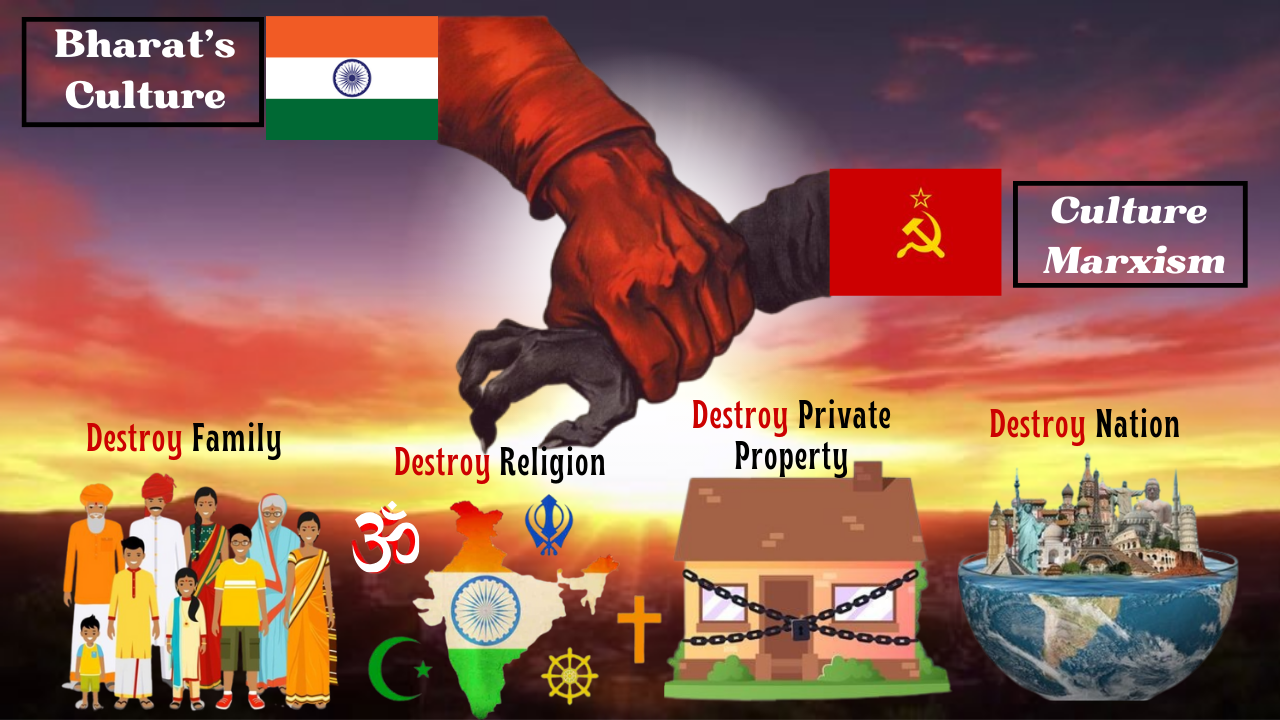 Bharat's
Culture
Culture
Marxism
Destroy Family
Destroy Religion
Destroy Private
Property
Destroy Nation
ॐ